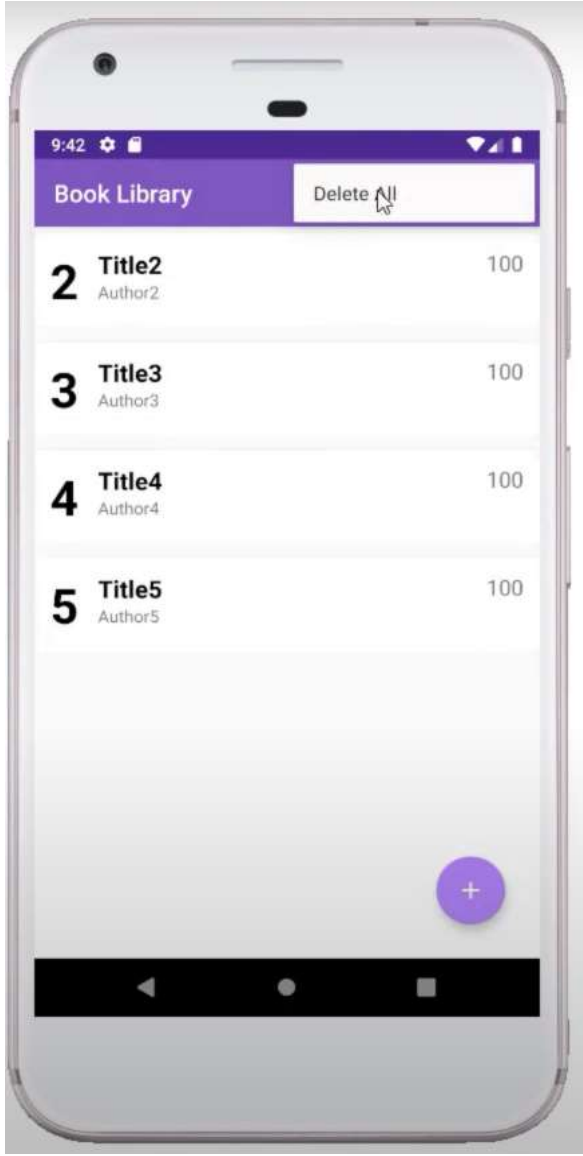 9:42
Book Library
Delete All
2
Title2
100
Author2
3
Title3
100
Author3
4
Title4
100
Author4
5
Title5
100
Author5
+